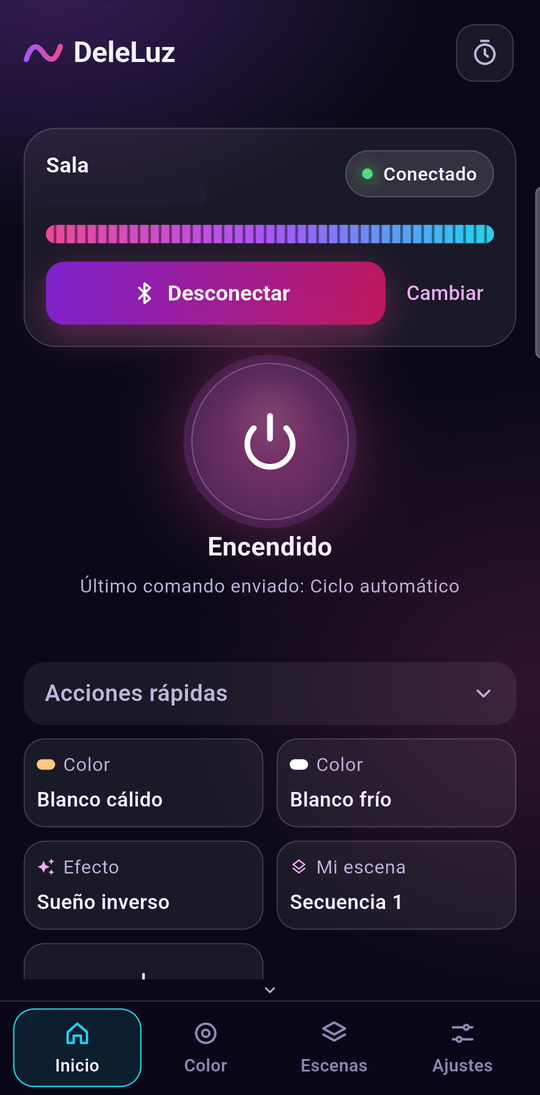 DeleLuz
Sala
Conectado
Desconectar
Cambiar
Encendido
Último comando enviado: Ciclo automático
Acciones rápidas
Color
Blanco cálido
Color
Blanco frío
Efecto
Sueño inverso
Mi escena
Secuencia 1
Inicio
Color
Escenas
Ajustes